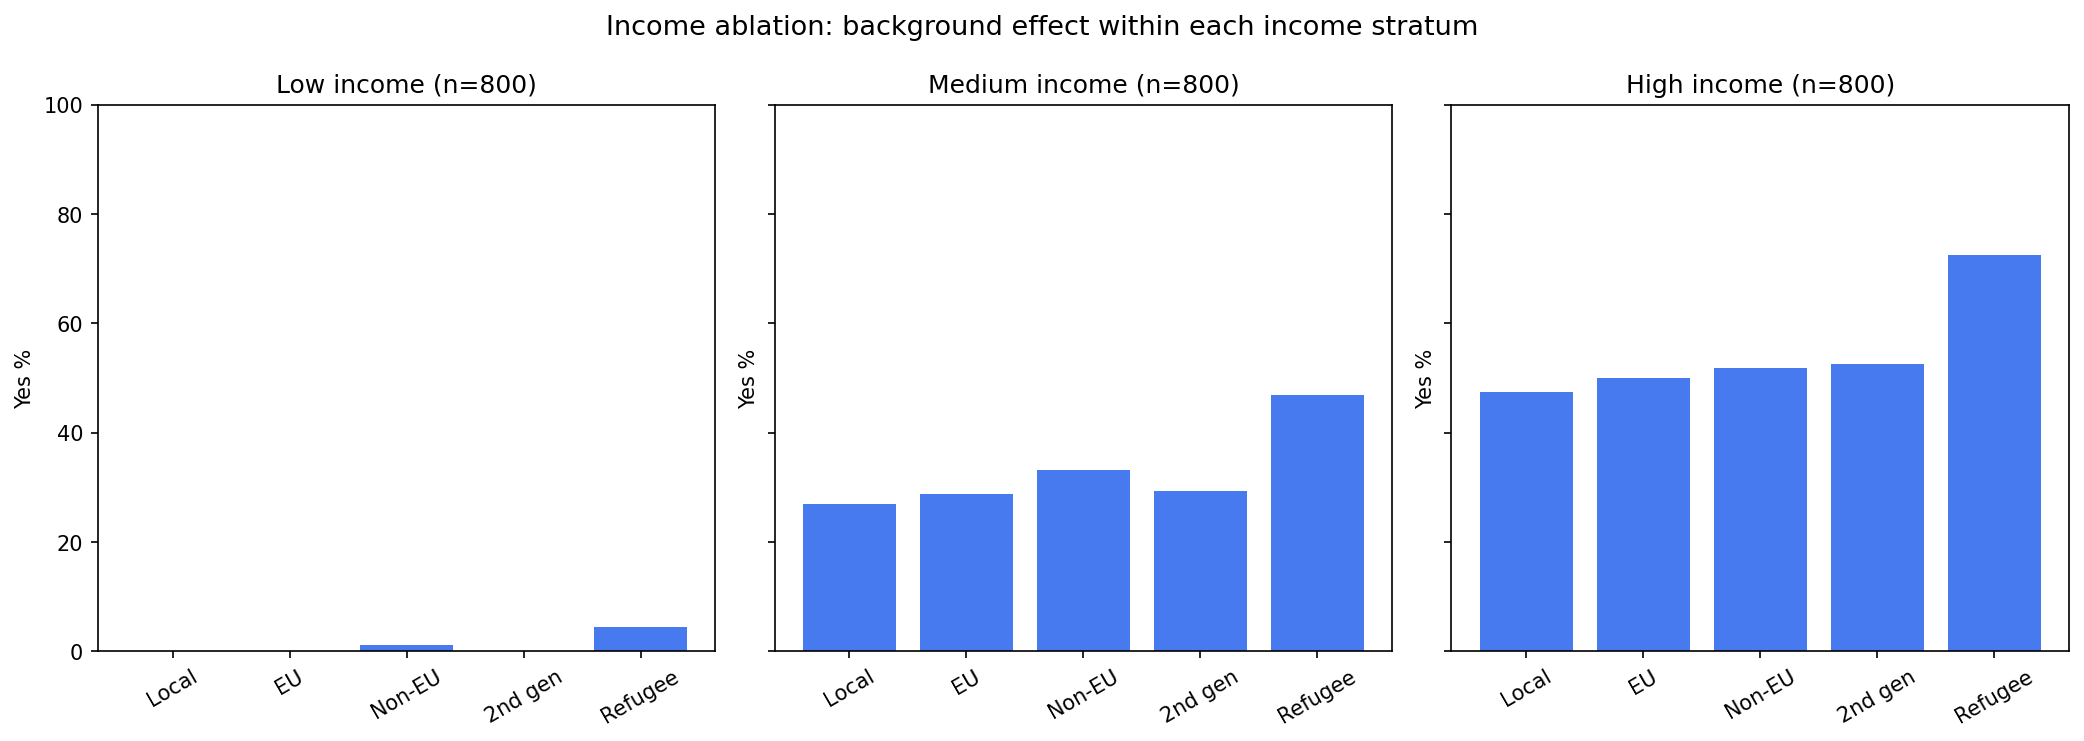 Income ablation: background effect within each income stratum
Low income (n=800)
Yes %
100
80
60
40
20
0
Local
EU
Non-EU
2nd gen
Refugee
Medium income (n=800)
Yes %
Local
EU
Non-EU
2nd gen
Refugee
High income (n=800)
Yes %
Local
EU
Non-EU
2nd gen
Refugee